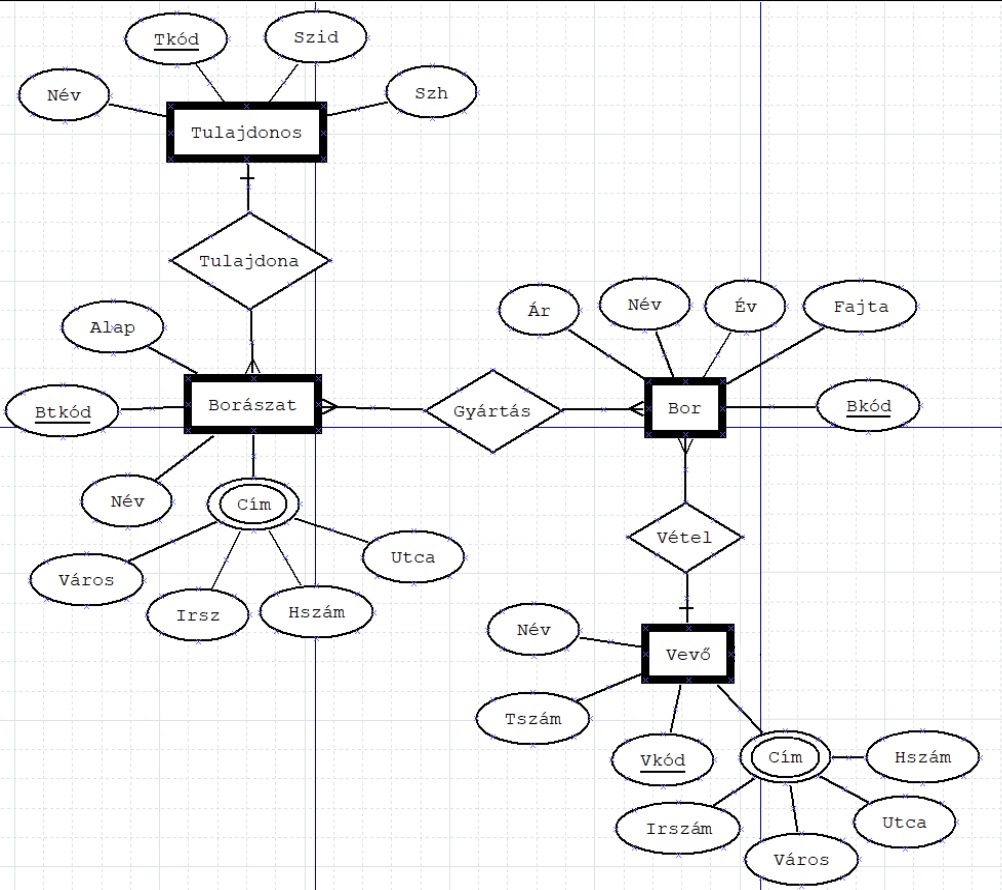 Tkód
Szid
Név
Szh
Tulajdonos
Tulajdona
Alap
Ár
Név
Év
Fajta
Btkód
Borászat
Gyártás
Bor
Bkód
Név
Cím
Város
Irsz
Hszám
Utca
Vétel
Név
Vevő
Tszám
Vkód
Cím
Hszám
Irszám
Utca
Város